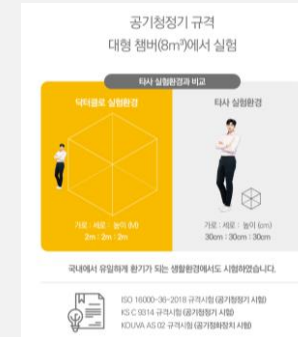 공기청정기 규격
대형 챔버(8m³)에서 실험
타사 실험환경과 비교
닥터클로 실험환경
타사 실험환경
가로 : 세로 : 높이 (M)
2m : 2m : 2m
가로 : 세로 : 높이 (cm)
30cm : 30cm : 30cm
국내에서 유일하게 환기가 되는 생활환경에서도 시험하였습니다.
ISO 16000-36-2018 규격시험 (공기청정기 시험)
KS C 9314 규격시험 (공기청정기 시험)
KOUVA AS 02 규격시험 (공기정화장치 시험)